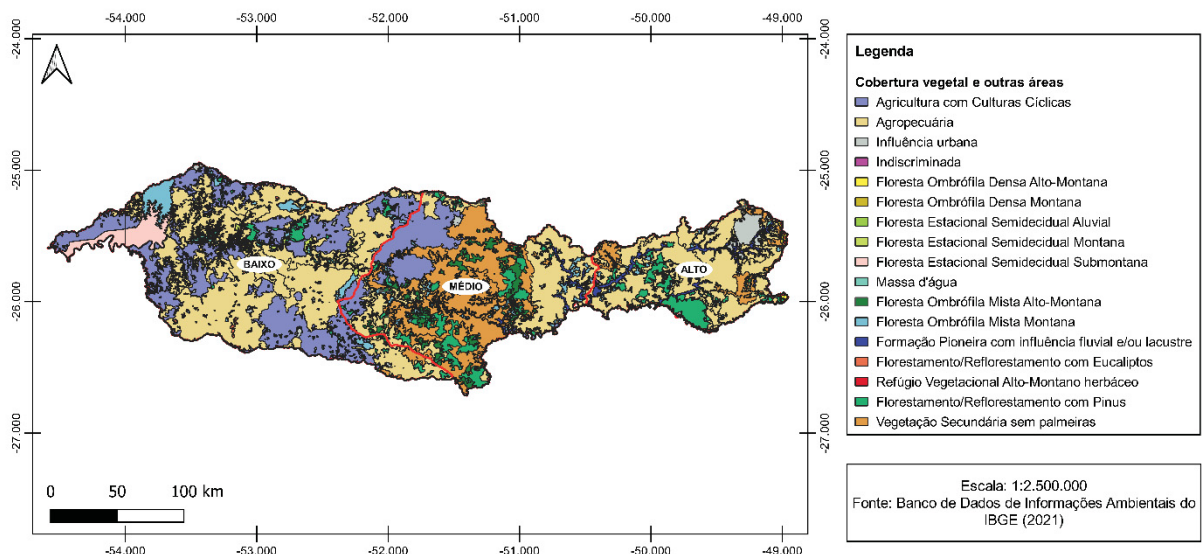 -54.000 -53.000 -52.000 -51.000 -50.000 -49.000
-24.000 -24.000
-25.000 -25.000
-26.000 -26.000
-27.000 -27.000
BAIXO
MÉDIO
ALTO
0 50 100 km
-54.000 -53.000 -52.000 -51.000 -50.000 -49.000
Legenda
Cobertura vegetal e outras áreas
Agricultura com Culturas Cíclicas
Agropecuária
Influência urbana
Indiscriminada
Floresta Ombrófila Densa Alto-Montana
Floresta Ombrófila Densa Montana
Floresta Estacional Semidecidual Aluvial
Floresta Estacional Semidecidual Montana
Floresta Estacional Semidecidual Submontana
Massa d'água
Floresta Ombrófila Mista Alto-Montana
Floresta Ombrófila Mista Montana
Formação Pioneira com influência fluvial e/ou lacustre
Florestamento/Reflorestamento com Eucaliptos
Refúgio Vegetacional Alto-Montano herbáceo
Florestamento/Reflorestamento com Pinus
Vegetação Secundária sem palmeiras
Escala: 1:2.500.000
Fonte: Banco de Dados de Informações Ambientais do
IBGE (2021)